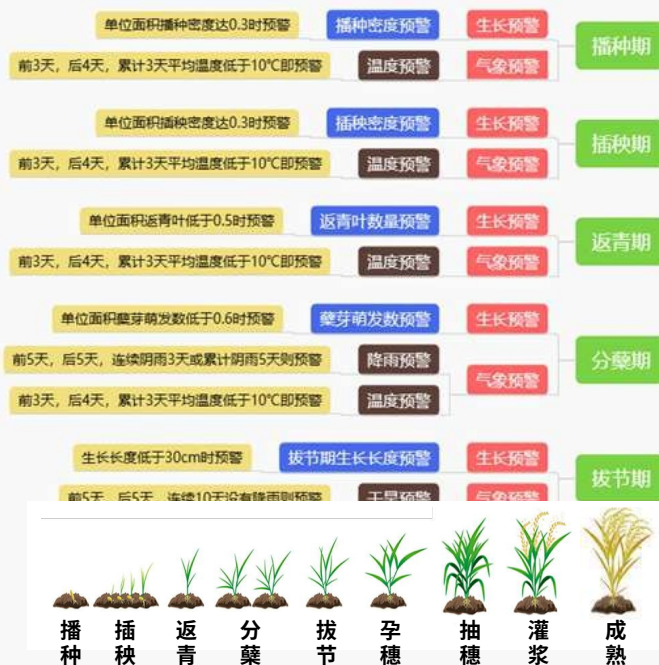 单位面积播种密度达0.3时预警 播种密度预警 生长预警
播种期
前3天，后4天，累计3天平均温度低于10℃即预警 温度预警 气象预警
单位面积插秧密度达0.3时预警 插秧密度预警 生长预警
插秧期
前3天，后4天，累计3天平均温度低于10℃即预警 温度预警 气象预警
单位面积返青叶低于0.5时预警 返青叶数量预警 生长预警
返青期
前3天，后4天，累计3天平均温度低于10℃即预警 温度预警 气象预警
单位面积蘖芽萌发数低于0.6时预警 蘖芽萌发数预警 生长预警
前5天，后5天，连续阴雨3天或累计阴雨5天则预警 降雨预警
气象预警
分蘖期
前3天，后4天，累计3天平均温度低于10℃即预警 温度预警
生长长度低于30cm时预警 拔节期生长长度预警 生长预警
拔节期
前5天，后5天，连续10天没有降雨则预警 干旱预警 气象预警
播种 插秧 返青 分蘖 拔节 孕穗 抽穗 灌浆 成熟